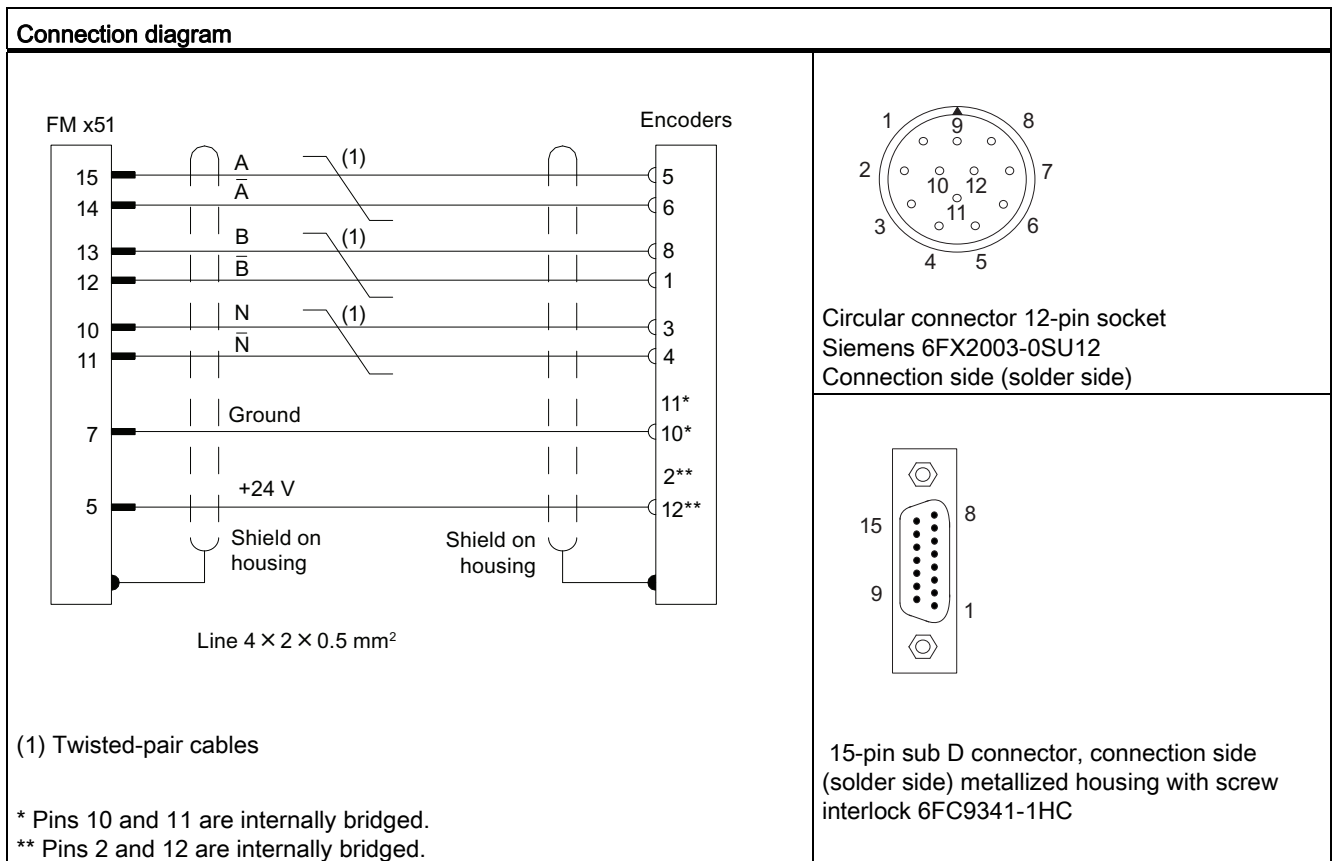 Connection diagram
FM x51
Encoders
15 A (1) 5
14 A̅ 6
13 B (1) 8
12 B̅ 1
10 N (1) 3
11 N̅ 4
11*
7 Ground 10*
2**
5 +24 V 12**
Shield on
housing
Shield on
housing
Line 4 × 2 × 0.5 mm²
(1) Twisted-pair cables
* Pins 10 and 11 are internally bridged.
** Pins 2 and 12 are internally bridged.
1 9 8
2 10 12 7
3 11 6
4 5
Circular connector 12-pin socket
Siemens 6FX2003-0SU12
Connection side (solder side)
15 8
9 1
15-pin sub D connector, connection side
(solder side) metallized housing with screw
interlock 6FC9341-1HC